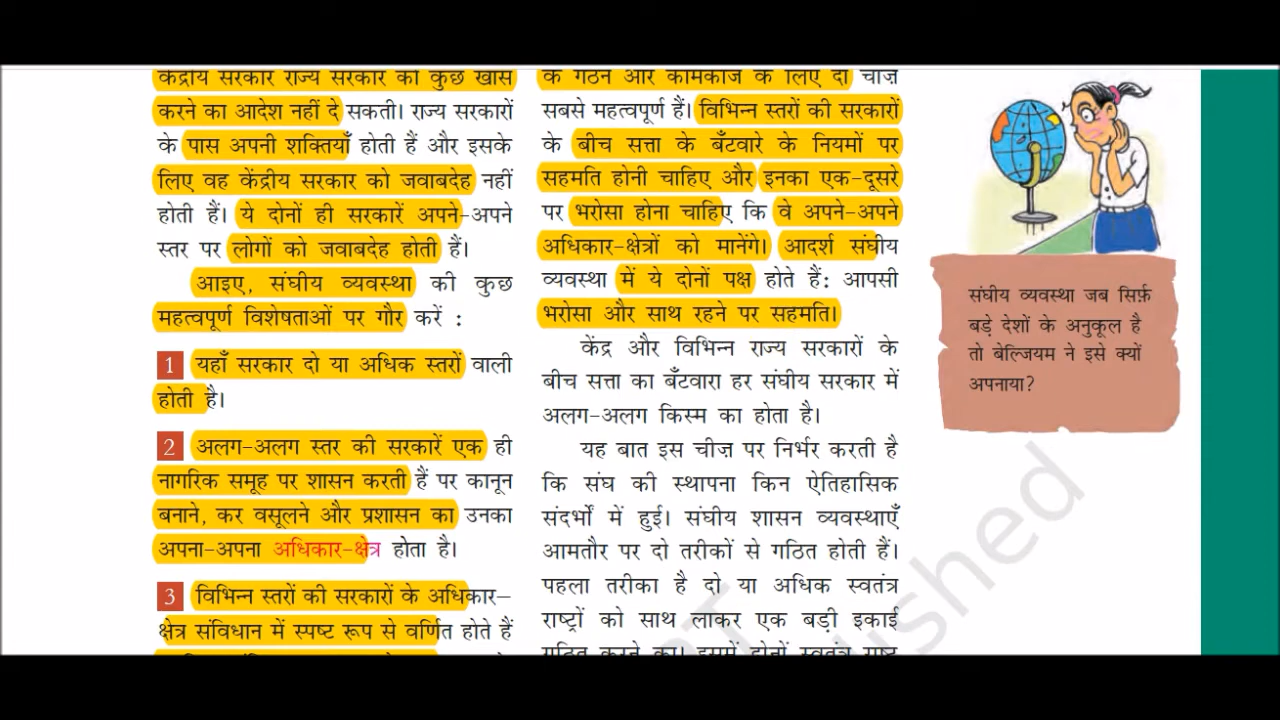 केंद्रीय सरकार राज्य सरकार को कुछ खास
करने का आदेश नहीं दे सकती। राज्य सरकारों
के पास अपनी शक्तियाँ होती हैं और इसके
लिए वह केंद्रीय सरकार को जवाबदेह नहीं
होती हैं। ये दोनों ही सरकारें अपने-अपने
स्तर पर लोगों को जवाबदेह होती हैं।
आइए, संघीय व्यवस्था की कुछ
महत्वपूर्ण विशेषताओं पर गौर करें :
1 यहाँ सरकार दो या अधिक स्तरों वाली
होती है।
2 अलग-अलग स्तर की सरकारें एक ही
नागरिक समूह पर शासन करती हैं पर कानून
बनाने, कर वसूलने और प्रशासन का उनका
अपना-अपना अधिकार-क्षेत्र होता है।
3 विभिन्न स्तरों की सरकारों के अधिकार-
क्षेत्र संविधान में स्पष्ट रूप से वर्णित होते हैं
के गठन और कामकाज के लिए दो चीज़ें
सबसे महत्वपूर्ण हैं। विभिन्न स्तरों की सरकारों
के बीच सत्ता के बँटवारे के नियमों पर
सहमति होनी चाहिए और इनका एक-दूसरे
पर भरोसा होना चाहिए कि वे अपने-अपने
अधिकार-क्षेत्रों को मानेंगे। आदर्श संघीय
व्यवस्था में ये दोनों पक्ष होते हैं: आपसी
भरोसा और साथ रहने पर सहमति।
केंद्र और विभिन्न राज्य सरकारों के
बीच सत्ता का बँटवारा हर संघीय सरकार में
अलग-अलग किस्म का होता है।
यह बात इस चीज़ पर निर्भर करती है
कि संघ की स्थापना किन ऐतिहासिक
संदर्भों में हुई। संघीय शासन व्यवस्थाएँ
आमतौर पर दो तरीकों से गठित होती हैं।
पहला तरीका है दो या अधिक स्वतंत्र
राष्ट्रों को साथ लाकर एक बड़ी इकाई
गठित करने का। इसमें दोनों स्वतंत्र राष्ट्र
संघीय व्यवस्था जब सिर्फ़
बड़े देशों के अनुकूल है
तो बेल्जियम ने इसे क्यों
अपनाया?